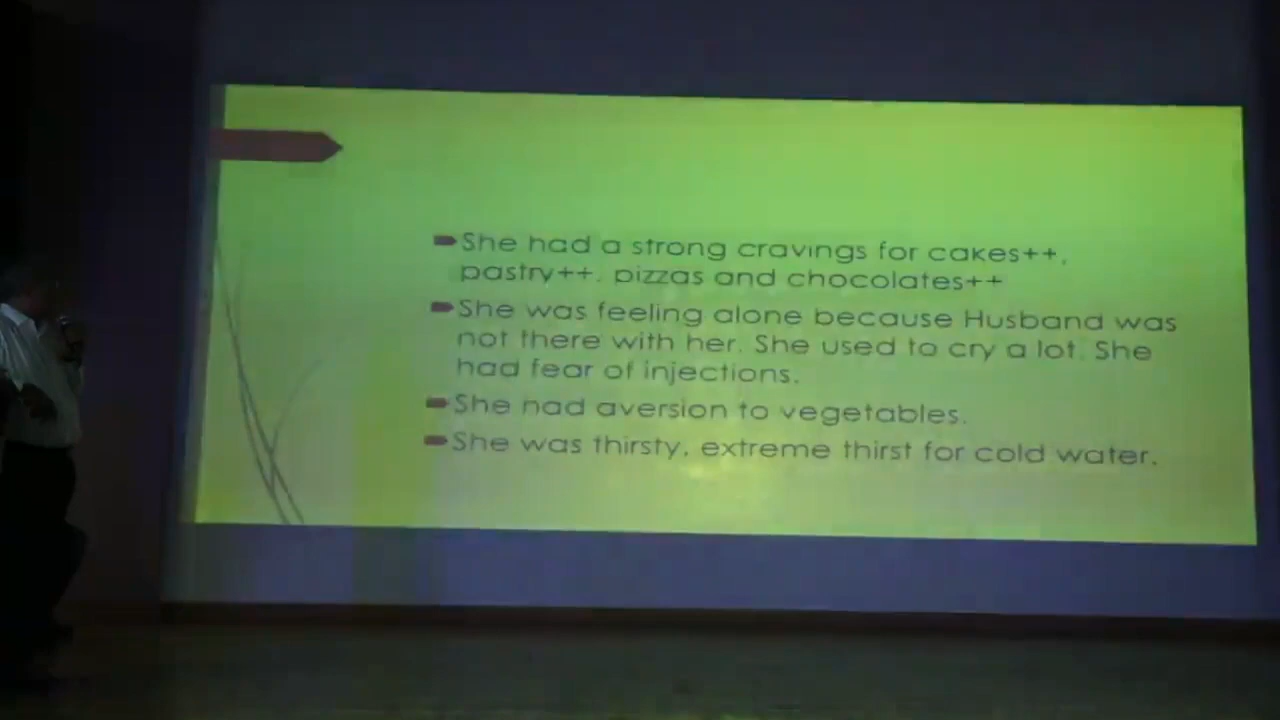 She had a strong cravings for cakes++,
pastry++, pizzas and chocolates++
She was feeling alone because Husband was
not there with her. She used to cry a lot. She
had fear of injections.
She had aversion to vegetables.
She was thirsty, extreme thirst for cold water.